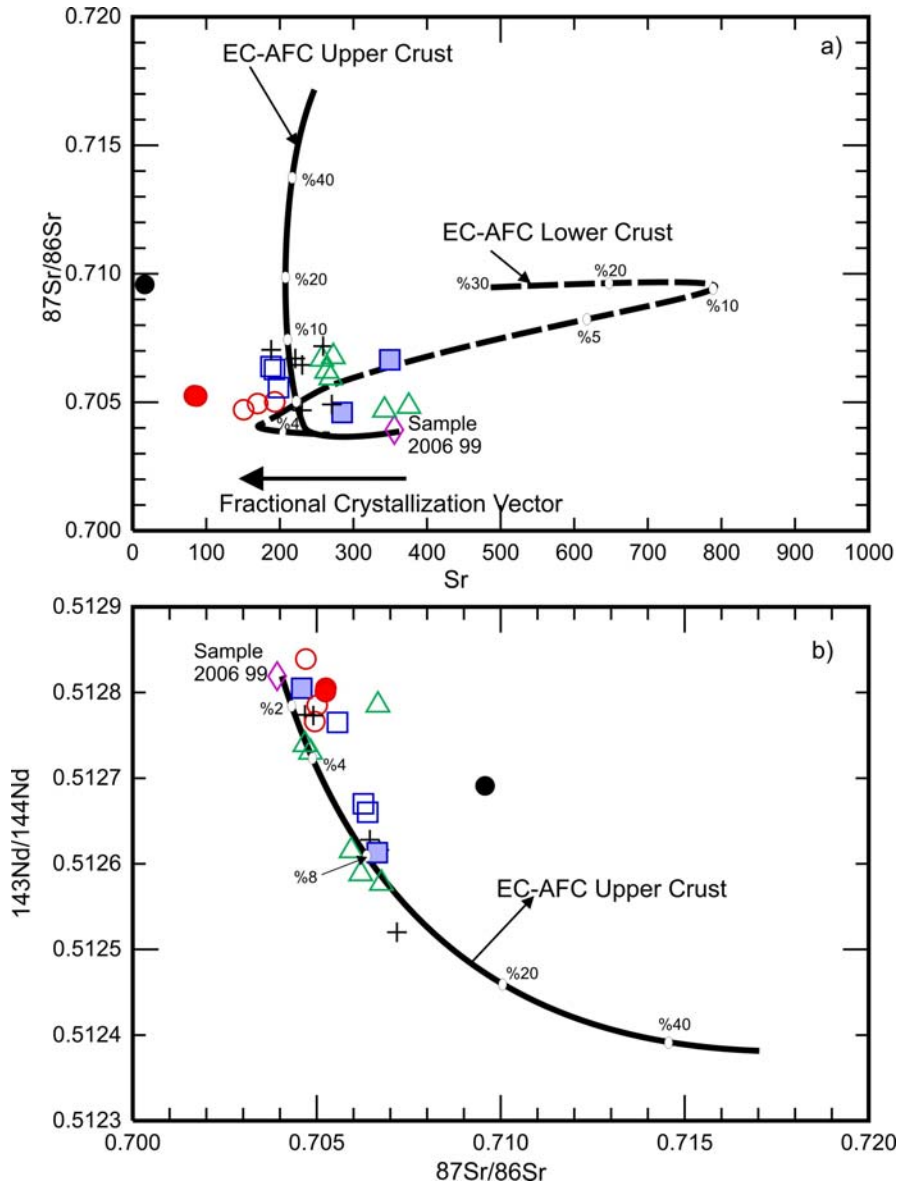 0.720
a)
EC-AFC Upper Crust
0.715
%40
EC-AFC Lower Crust
87Sr/86Sr
0.710
%20
%30
%20
%10
%10
%5
0.705
%4
Sample
2006 99
Fractional Crystallization Vector
0.700
0 100 200 300 400 500 600 700 800 900 1000
Sr
0.5129
b)
Sample
2006 99
0.5128
%2
%4
0.5127
143Nd/144Nd
0.5126
%8
EC-AFC Upper Crust
0.5125
%20
%40
0.5124
0.5123
0.700 0.705 0.710 0.715 0.720
87Sr/86Sr